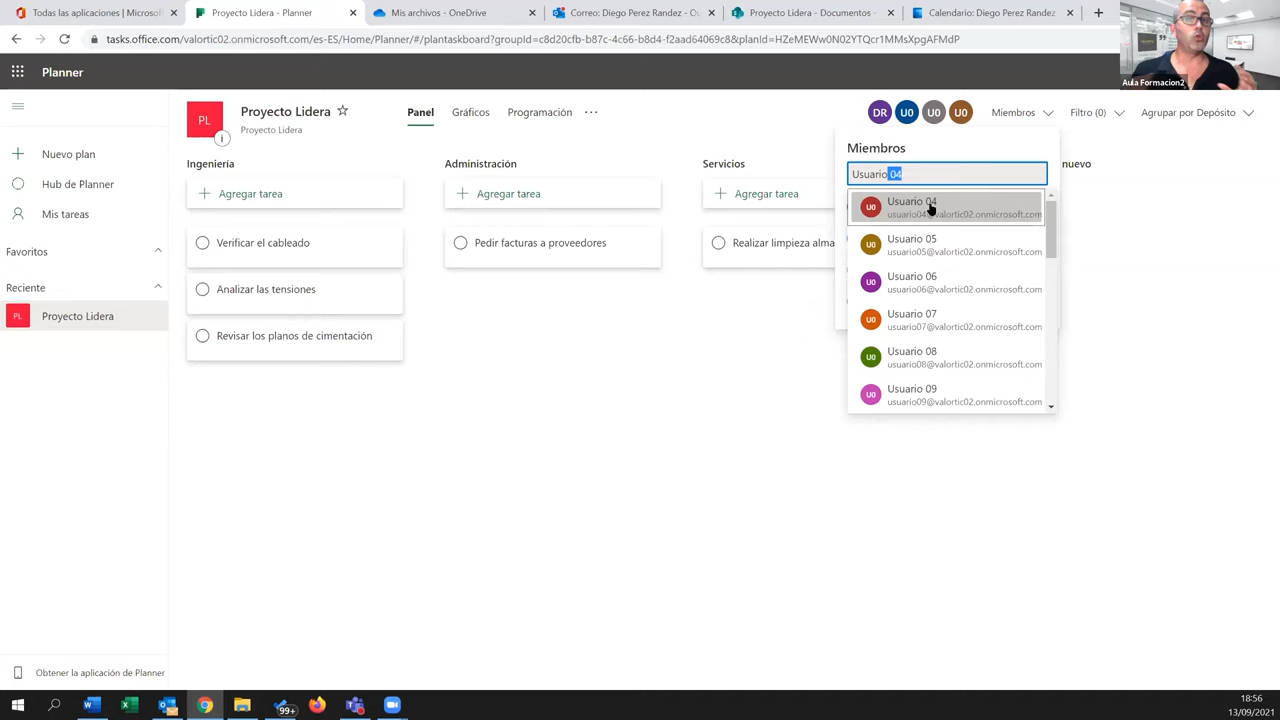 Todas las aplicaciones | Microsof
Proyecto Lidera - Planner
Mis archivos - OneDrive
Correo: Diego Perez Randez - O
Proyecto Lidera - Documentos -
Calendario: Diego Perez Randez
tasks.office.com/valortic02.onmicrosoft.com/es-ES/Home/Planner/#/plantaskboard?groupId=c8d20cfb-b87c-4c66-b8d4-f2aad64069c8&planId=HZeMEWw0N02YTQcr1MMsXpgAFMdP
Aula Formacion2
Planner
PL
Proyecto Lidera
Proyecto Lidera
Panel
Gráficos
Programación
DR
U0
U0
U0
Miembros
Filtro (0)
Agrupar por Depósito
Nuevo plan
Hub de Planner
Mis tareas
Favoritos
Reciente
PL
Proyecto Lidera
Obtener la aplicación de Planner
Ingeniería
Agregar tarea
Verificar el cableado
Analizar las tensiones
Revisar los planos de cimentación
Administración
Agregar tarea
Pedir facturas a proveedores
Servicios
Agregar tarea
Realizar limpieza alma
nuevo
Miembros
Usuario 04
U0
Usuario 04
usuario04@valortic02.onmicrosoft.com
U0
Usuario 05
usuario05@valortic02.onmicrosoft.com
U0
Usuario 06
usuario06@valortic02.onmicrosoft.com
U0
Usuario 07
usuario07@valortic02.onmicrosoft.com
U0
Usuario 08
usuario08@valortic02.onmicrosoft.com
U0
Usuario 09
usuario09@valortic02.onmicrosoft.com
99+
18:56
13/09/2021